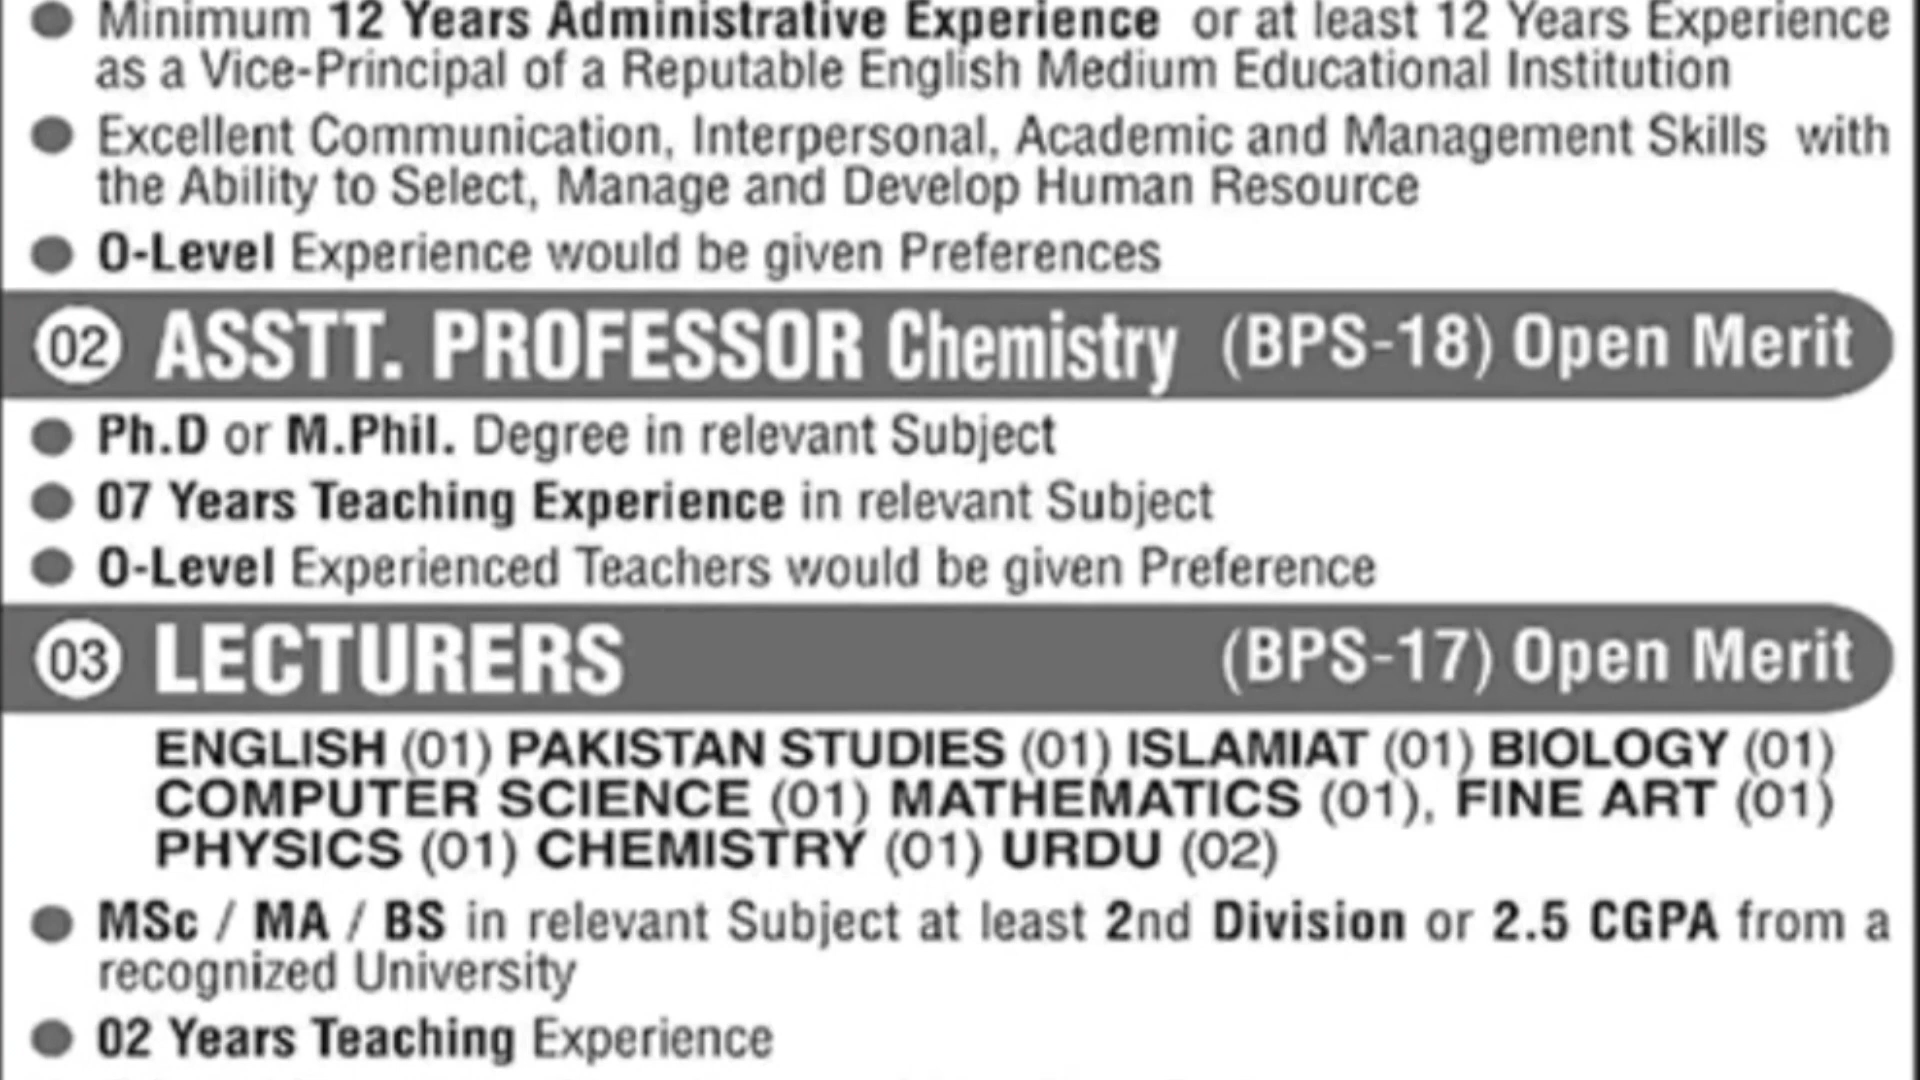 Minimum 12 Years Administrative Experience or at least 12 Years Experience
as a Vice-Principal of a Reputable English Medium Educational Institution
Excellent Communication, Interpersonal, Academic and Management Skills with
the Ability to Select, Manage and Develop Human Resource
O-Level Experience would be given Preferences
02 ASSTT. PROFESSOR Chemistry (BPS-18) Open Merit
Ph.D or M.Phil. Degree in relevant Subject
07 Years Teaching Experience in relevant Subject
O-Level Experienced Teachers would be given Preference
03 LECTURERS (BPS-17) Open Merit
ENGLISH (01) PAKISTAN STUDIES (01) ISLAMIAT (01) BIOLOGY (01)
COMPUTER SCIENCE (01) MATHEMATICS (01), FINE ART (01)
PHYSICS (01) CHEMISTRY (01) URDU (02)
MSc / MA / BS in relevant Subject at least 2nd Division or 2.5 CGPA from a
recognized University
02 Years Teaching Experience